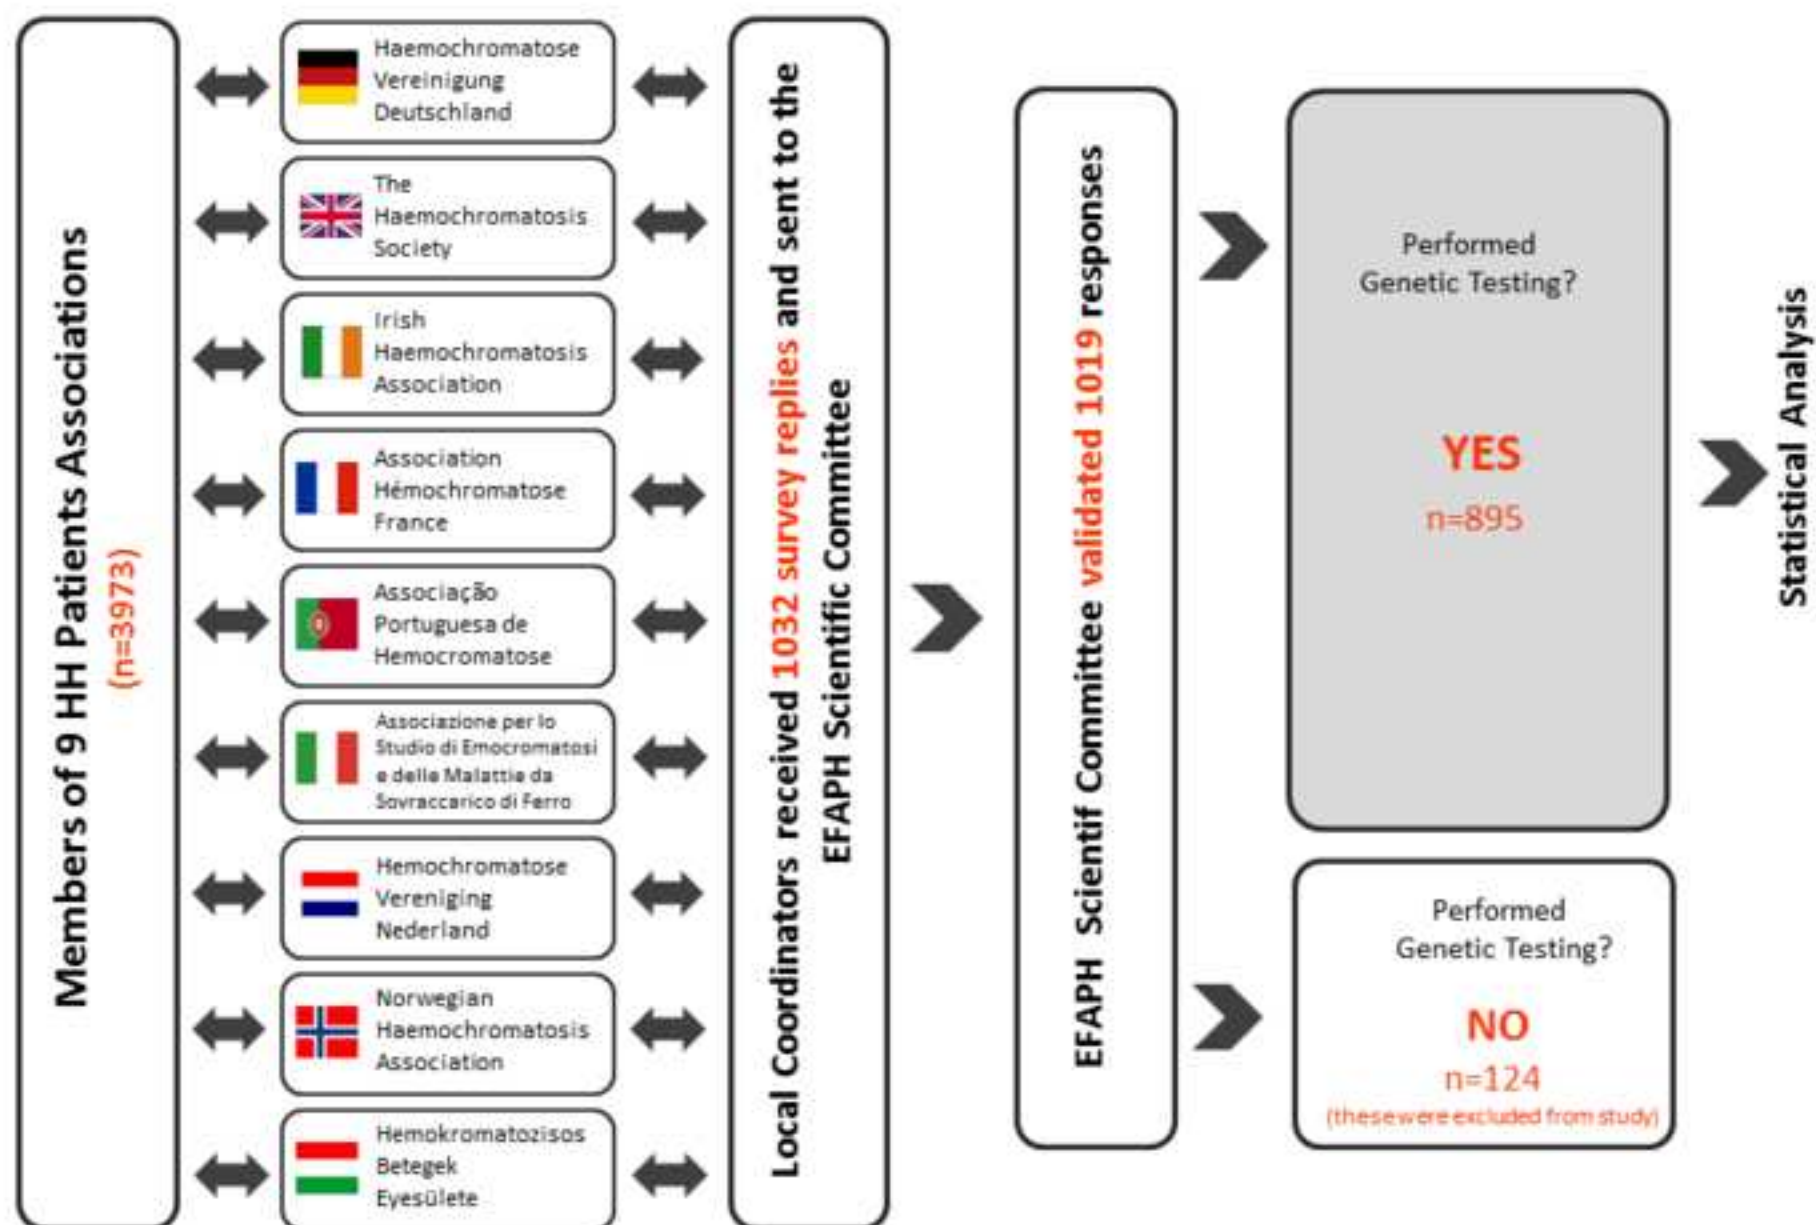 Members of 9 HH Patients Associations
(n=3973)
Haemochromatose
Vereinigung
Deutschland
The
Haemochromatosis
Society
Irish
Haemochromatosis
Association
Association
Hémochromatose
France
Associação
Portuguesa de
Hemocromatose
Associazione per lo
Studio di Emocromatosi
e delle Malattie da
Sovraccarico di Ferro
Hemochromatose
Vereniging
Nederland
Norwegian
Haemochromatosis
Association
Hemokromatozisos
Betegek
Eyesülete
Local Coordinators received 1032 survey replies and sent to the
EFAPH Scientific Committee
EFAPH Scientif Committee validated 1019 responses
Performed
Genetic Testing?
YES
n=895
Performed
Genetic Testing?
NO
n=124
(these were excluded from study)
Statistical Analysis